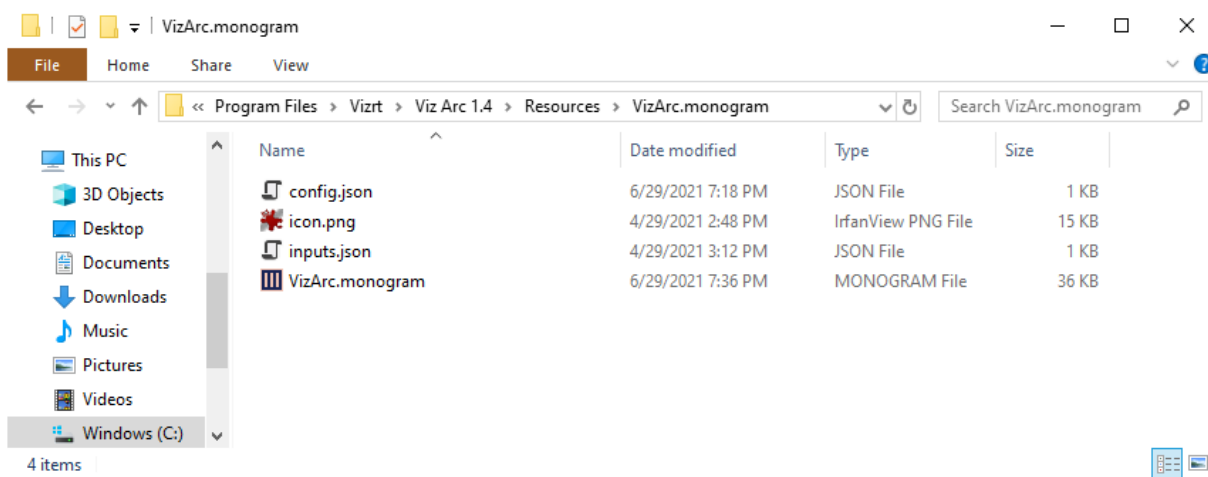 VizArc.monogram
File Home Share View
« Program Files > Vizrt > Viz Arc 1.4 > Resources > VizArc.monogram Search VizArc.monogram
This PC
3D Objects
Desktop
Documents
Downloads
Music
Pictures
Videos
Windows (C:)
Name Date modified Type Size
config.json 6/29/2021 7:18 PM JSON File 1 KB
icon.png 4/29/2021 2:48 PM IrfanView PNG File 15 KB
inputs.json 4/29/2021 3:12 PM JSON File 1 KB
VizArc.monogram 6/29/2021 7:36 PM MONOGRAM File 36 KB
4 items